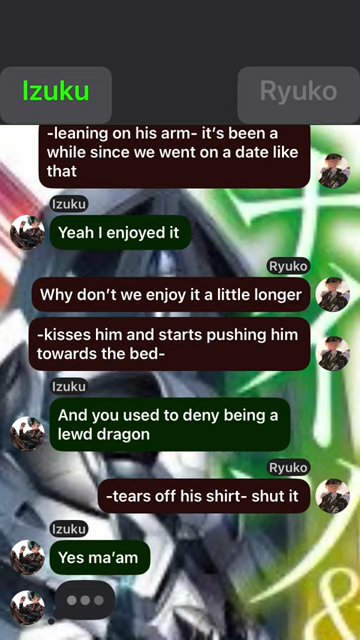 Izuku
Ryuko
-leaning on his arm- it’s been a
while since we went on a date like
that
Izuku
Yeah I enjoyed it
Ryuko
Why don’t we enjoy it a little longer
-kisses him and starts pushing him
towards the bed-
Izuku
And you used to deny being a
lewd dragon
Ryuko
-tears off his shirt- shut it
Izuku
Yes ma’am
&